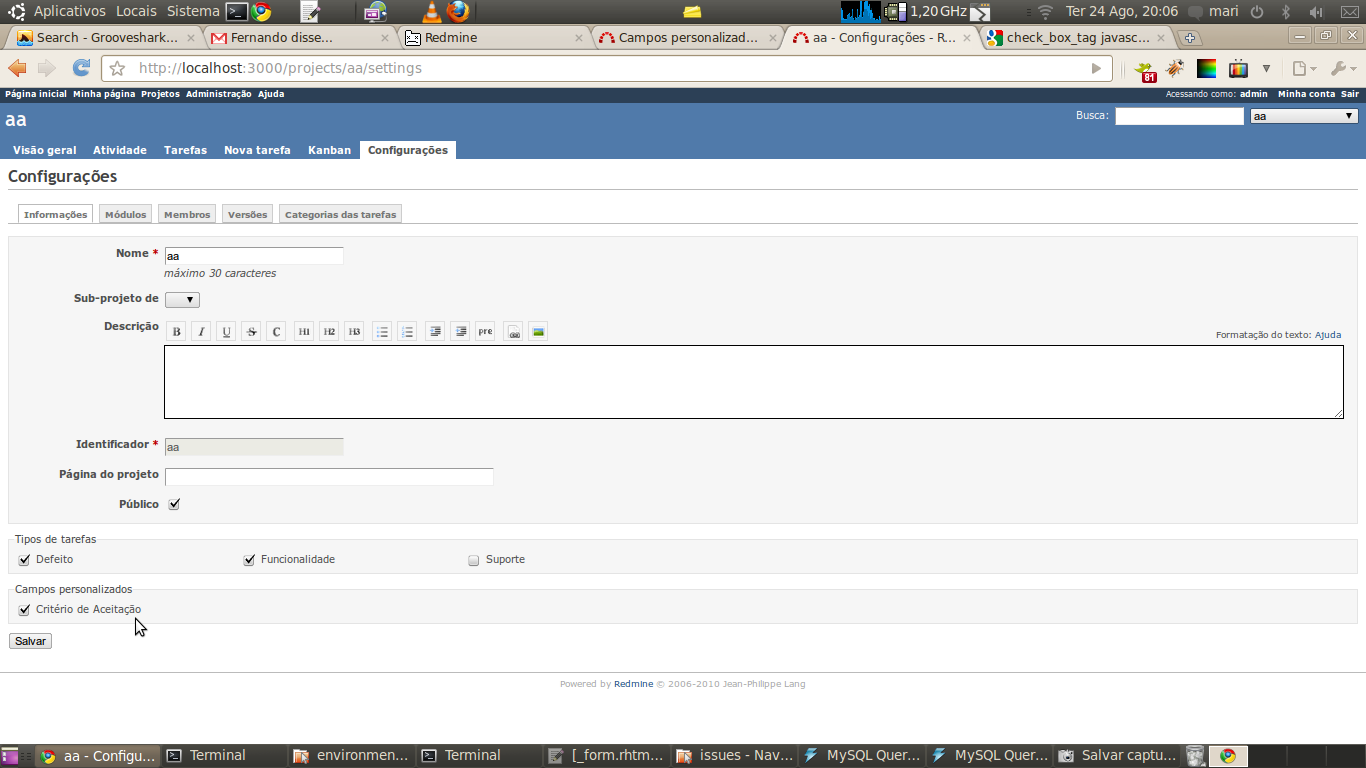 Aplicativos Locais Sistema 1,20 GHz Ter 24 Ago, 20:06 mari
Search - Grooveshark... Fernando disse... Redmine Campos personalizad... aa - Configurações - R... check_box_tag javasc...
http://localhost:3000/projects/aa/settings 81
Página inicial Minha página Projetos Administração Ajuda Acessando como: admin Minha conta Sair
aa Busca: aa
Visão geral Atividade Tarefas Nova tarefa Kanban Configurações
Configurações
Informações Módulos Membros Versões Categorias das tarefas
Nome * aa
máximo 30 caracteres
Sub-projeto de
Descrição B I U S C H1 H2 H3 pre Formatação do texto: Ajuda
Identificador * aa
Página do projeto
Público
Tipos de tarefas
Defeito Funcionalidade Suporte
Campos personalizados
Critério de Aceitação
Salvar
Powered by Redmine © 2006-2010 Jean-Philippe Lang
aa - Configu... Terminal environmen... Terminal [_form.rhtm... issues - Nav... MySQL Quer... MySQL Quer... Salvar captu...